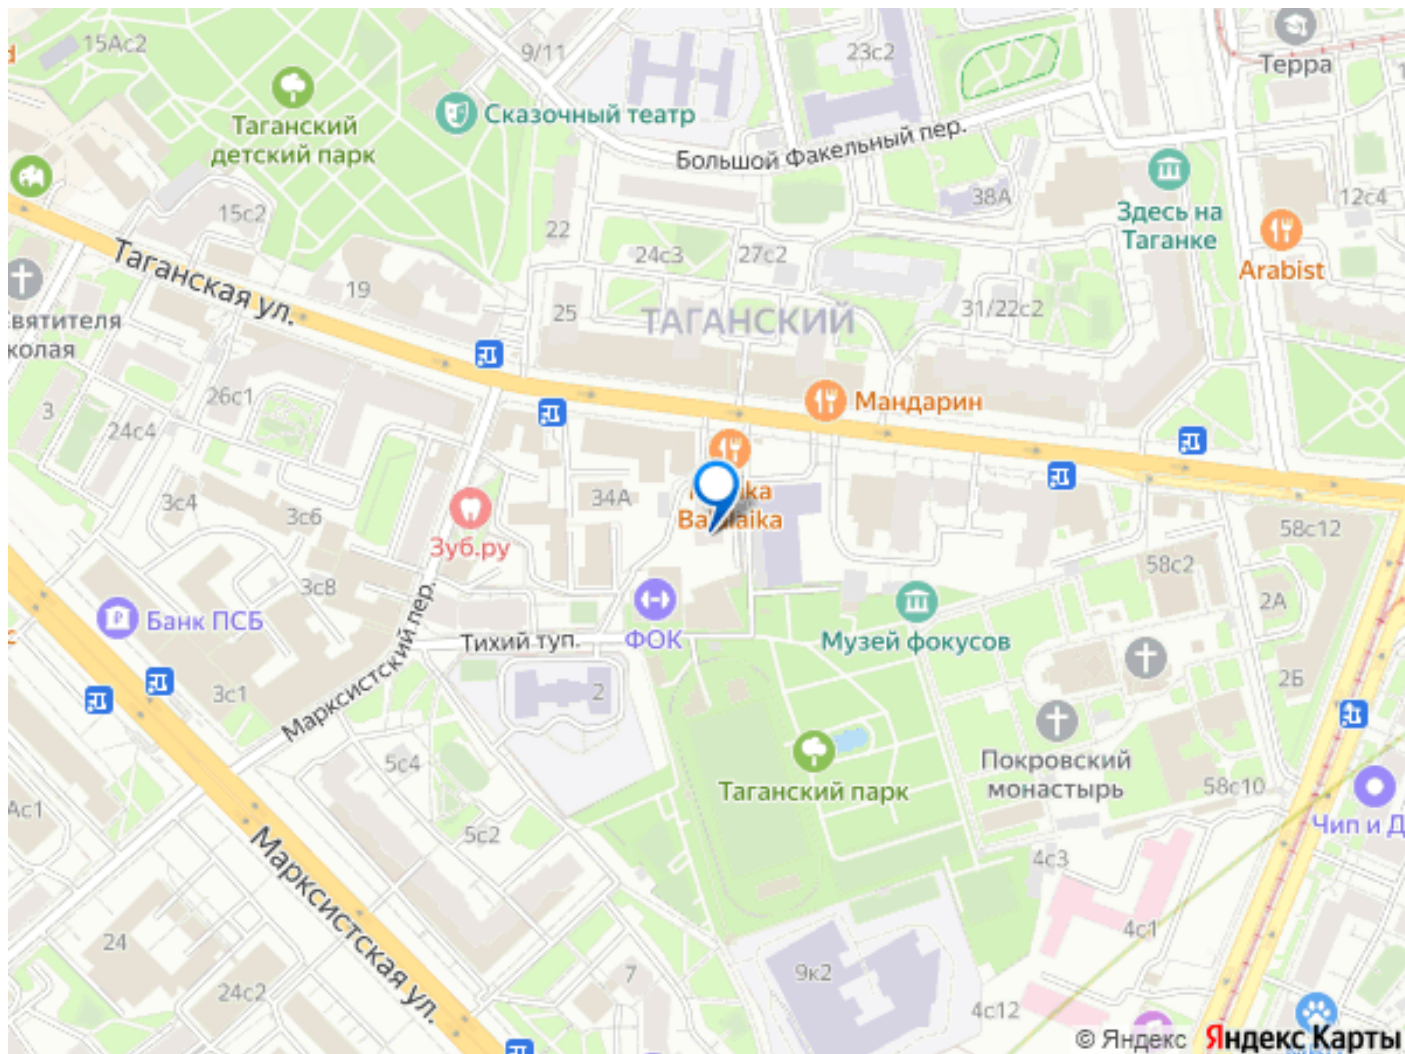 15Ас2
9/11
23с2
Терра
Сказочный театр
Таганский
детский парк
Большой Факельный пер.
38А
12с4
Здесь на
Таганке
15с2
22
24с3
27с2
Arabist
Таганская ул.
19
25
31/22с2
ТАГАНСКИЙ
колая
26с1
3
24с4
Мандарин
34А
3с4
3с6
Зуб.ру
58с12
58с2
3с8
2А
Банк ПСБ
Марксистский пер.
Тихий туп.
ФОК
Музей фокусов
3с1
2
2Б
5с4
Таганский парк
Покровский
монастырь
58с10
Ас1
Чип и Д
5с2
4с3
Марксистская ул.
24
4с1
7
9к2
24с2
4с12
© Яндекс Яндекс Карты